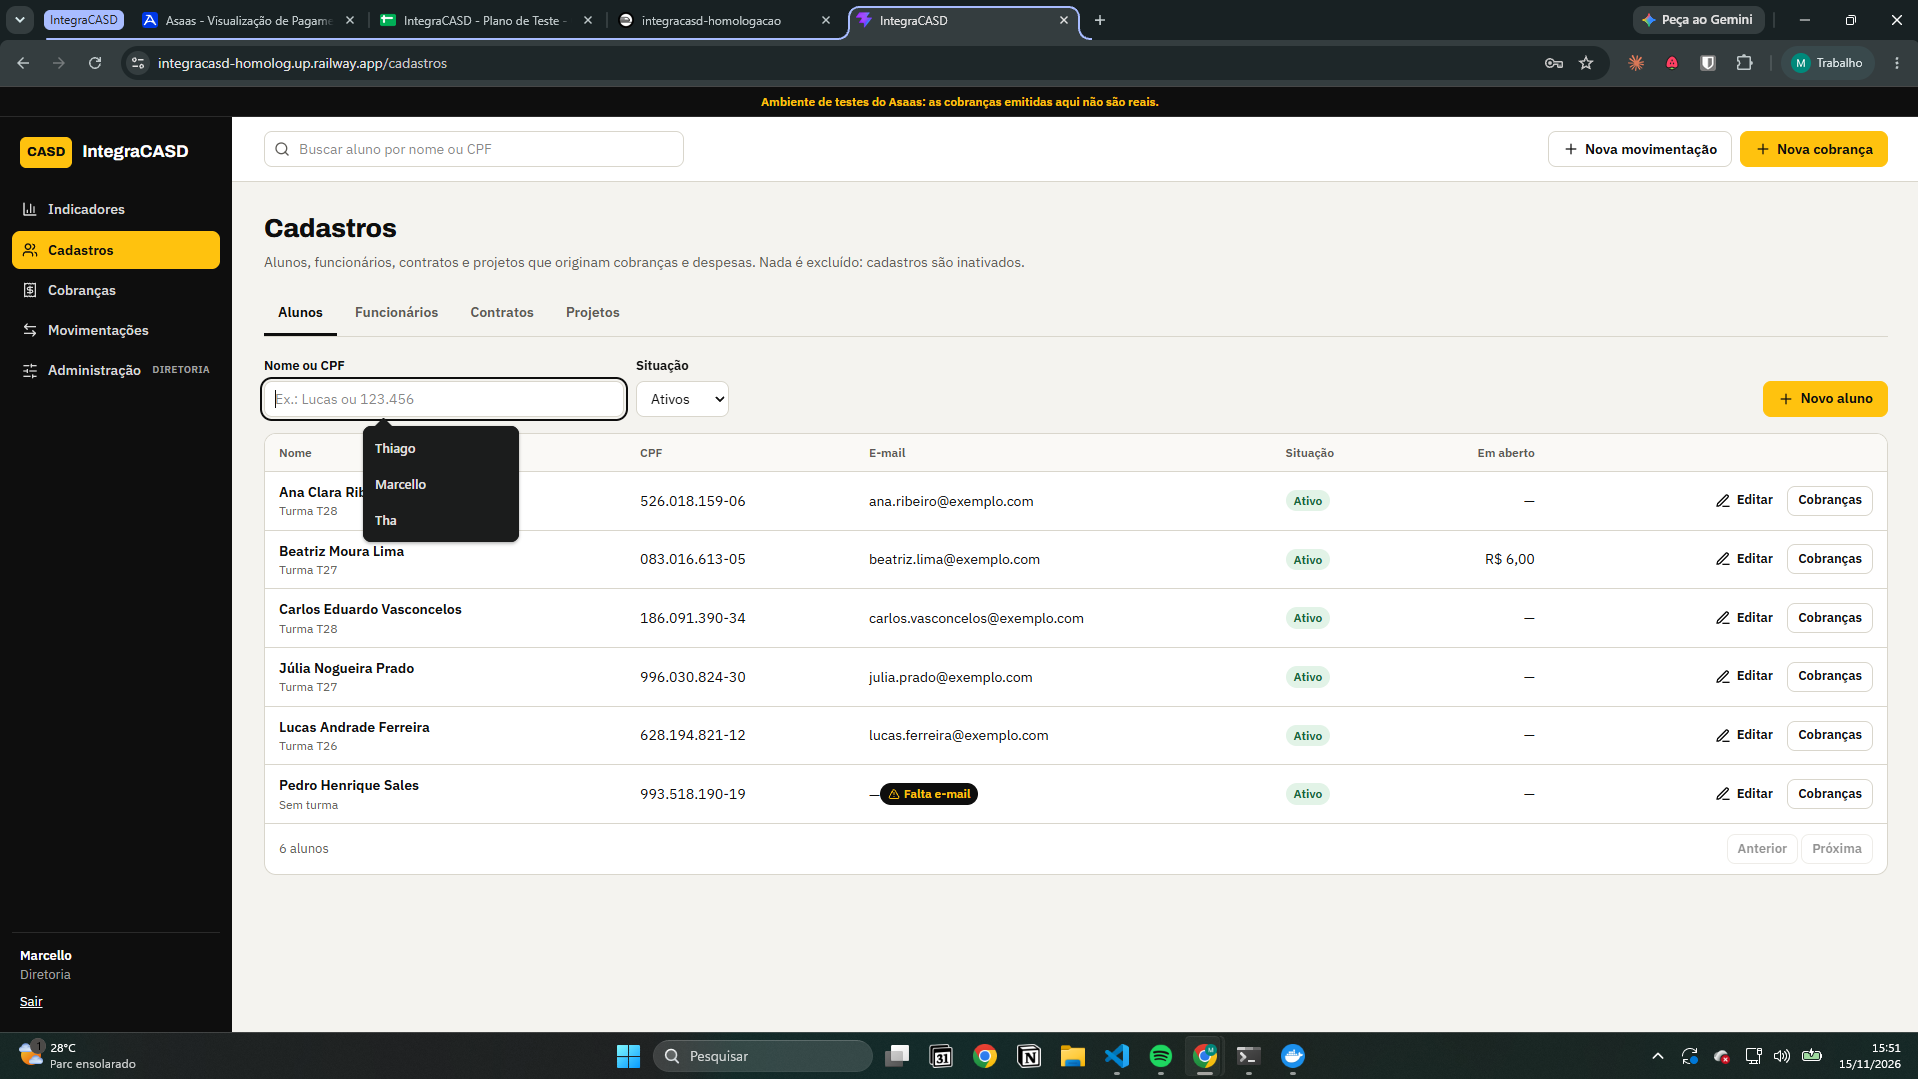 IntegraCASD
Asaas - Visualização de Pagame
IntegraCASD - Plano de Teste -
integracasd-homologacao
IntegraCASD
Peça ao Gemini
integracasd-homolog.up.railway.app/cadastros
M Trabalho
Ambiente de testes do Asaas: as cobranças emitidas aqui não são reais.
CASD IntegraCASD
Buscar aluno por nome ou CPF
Nova movimentação
Nova cobrança
Indicadores
Cadastros
Cobranças
Movimentações
Administração DIRETORIA
Cadastros
Alunos, funcionários, contratos e projetos que originam cobranças e despesas. Nada é excluído: cadastros são inativados.
Alunos Funcionários Contratos Projetos
Nome ou CPF Situação
Ex.: Lucas ou 123.456 Ativos
Novo aluno
Thiago
Marcello
Tha
Nome CPF E-mail Situação Em aberto
Ana Clara Rib 526.018.159-06 ana.ribeiro@exemplo.com Ativo — Editar Cobranças
Turma T28
Beatriz Moura Lima 083.016.613-05 beatriz.lima@exemplo.com Ativo R$ 6,00 Editar Cobranças
Turma T27
Carlos Eduardo Vasconcelos 186.091.390-34 carlos.vasconcelos@exemplo.com Ativo — Editar Cobranças
Turma T28
Júlia Nogueira Prado 996.030.824-30 julia.prado@exemplo.com Ativo — Editar Cobranças
Turma T27
Lucas Andrade Ferreira 628.194.821-12 lucas.ferreira@exemplo.com Ativo — Editar Cobranças
Turma T26
Pedro Henrique Sales 993.518.190-19 — Falta e-mail Ativo — Editar Cobranças
Sem turma
6 alunos
Anterior Próxima
Marcello
Diretoria
Sair
1
28°C
Parc ensolarado
Pesquisar
31
15:51
15/11/2026